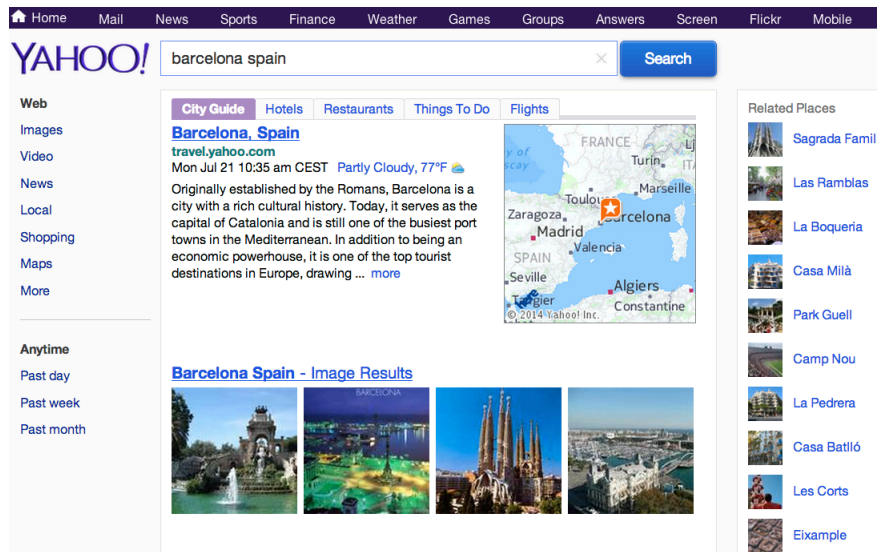 Home Mail News Sports Finance Weather Games Groups Answers Screen Flickr Mobile
YAHOO!
barcelona spain
Search
Web
Images
Video
News
Local
Shopping
Maps
More
Anytime
Past day
Past week
Past month
City Guide Hotels Restaurants Things To Do Flights
Barcelona, Spain
travel.yahoo.com
Mon Jul 21 10:35 am CEST Partly Cloudy, 77°F
Originally established by the Romans, Barcelona is a
city with a rich cultural history. Today, it serves as the
capital of Catalonia and is still one of the busiest port
towns in the Mediterranean. In addition to being an
economic powerhouse, it is one of the top tourist
destinations in Europe, drawing ... more
FRANCE
y of
scay
Turin
Marseille
Zaragoza
Madrid
Valencia
SPAIN
Seville
Algiers
Constantine
© 2014 Yahoo! Inc.
Barcelona Spain - Image Results
BARCELONA
Related Places
Sagrada Famil
Las Ramblas
La Boqueria
Casa Milà
Park Guell
Camp Nou
La Pedrera
Casa Batlló
Les Corts
Eixample